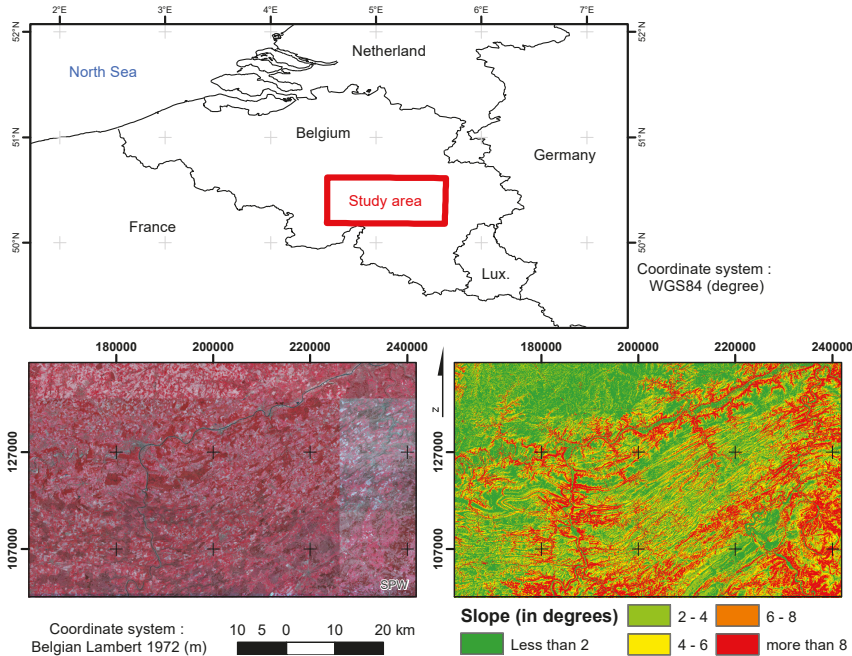 2°E 3°E 4°E 5°E 6°E 7°E
52°N 52°N
Netherland
North Sea
Belgium
51°N 51°N
Germany
Study area
France
50°N 50°N
Lux.
Coordinate system :
WGS84 (degree)
180000 200000 220000 240000
180000 200000 220000 240000
N
127000
127000
107000
107000
SPW
Slope (in degrees)
2 - 4
6 - 8
Less than 2
4 - 6
more than 8
Coordinate system :
Belgian Lambert 1972 (m)
10 5 0 10 20 km